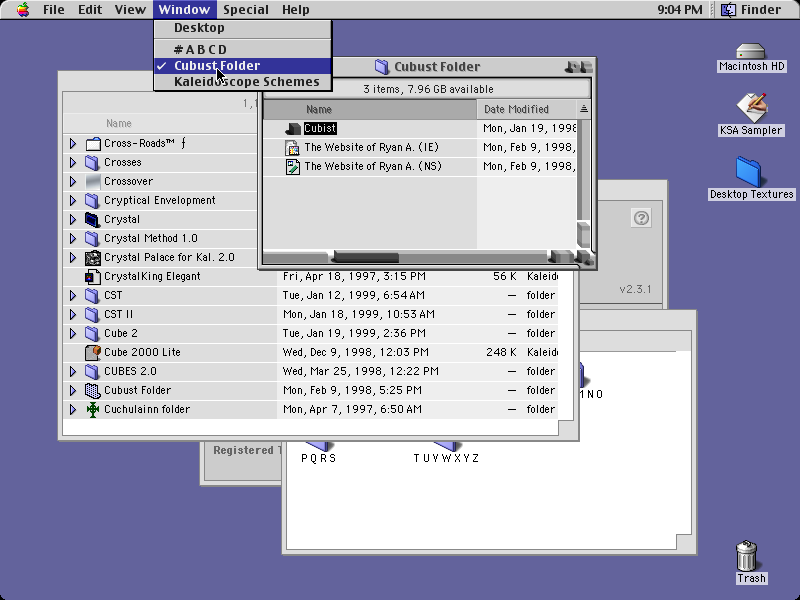 File Edit View Window Special Help 9:04 PM Finder
Desktop
# A B C D
✓ Cubust Folder
Kaleidoscope Schemes
Cubust Folder
3 items, 7.96 GB available
Name Date Modified
Cubist Mon, Jan 19, 1998
The Website of Ryan A. (IE) Mon, Feb 9, 1998,
The Website of Ryan A. (NS) Mon, Feb 9, 1998,
1,1
Name
Cross-Roads™ ƒ
Crosses
Crossover
Cryptical Envelopment
Crystal
Crystal Method 1.0
Crystal Palace for Kal. 2.0
CrystalKing Elegant Fri, Apr 18, 1997, 3:15 PM 56 K Kaleid
CST Tue, Jan 12, 1999, 6:54 AM — folder
CST II Mon, Jan 18, 1999, 10:53 AM — folder
Cube 2 Tue, Jan 19, 1999, 2:36 PM — folder
Cube 2000 Lite Wed, Dec 9, 1998, 12:03 PM 248 K Kaleid
CUBES 2.0 Wed, Mar 25, 1998, 12:22 PM — folder
Cubust Folder Mon, Feb 9, 1998, 5:25 PM — folder
Cuchulainn folder Mon, Apr 7, 1997, 6:50 AM — folder
v2.3.1
Registered T
NO
P Q R S
T U V W X Y Z
Macintosh HD
KSA Sampler
Desktop Textures
Trash